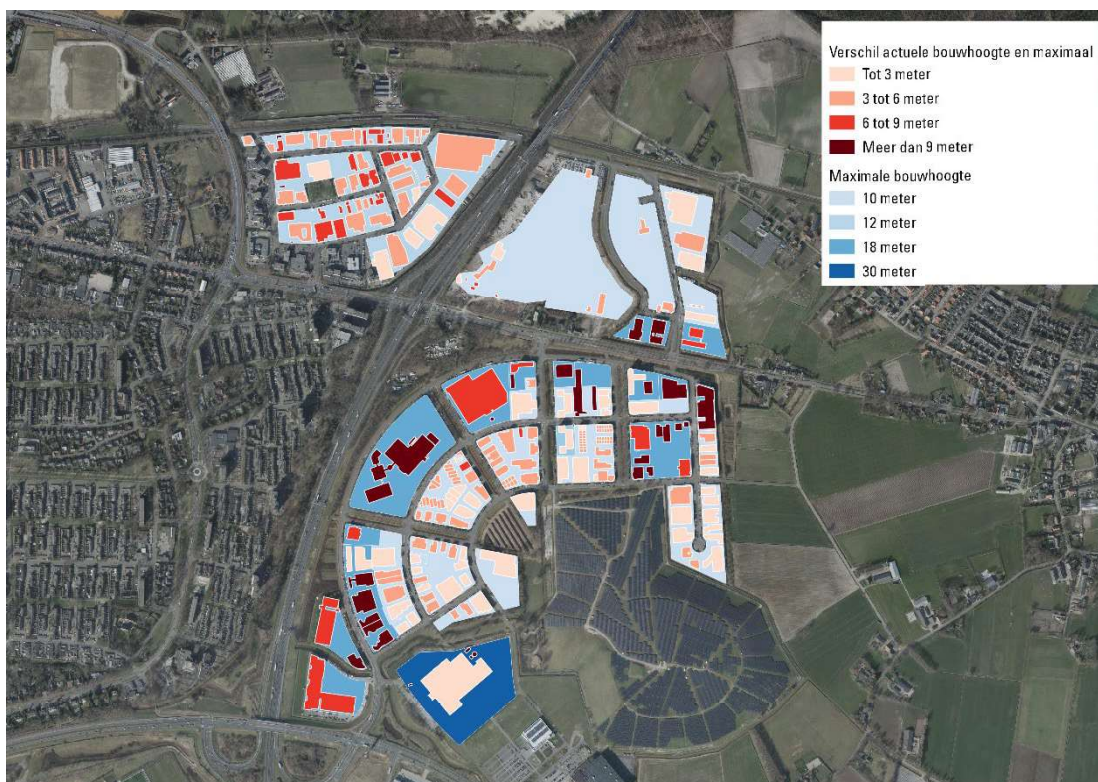 Verschil actuele bouwhoogte en maximaal
Tot 3 meter
3 tot 6 meter
6 tot 9 meter
Meer dan 9 meter
Maximale bouwhoogte
10 meter
12 meter
18 meter
30 meter